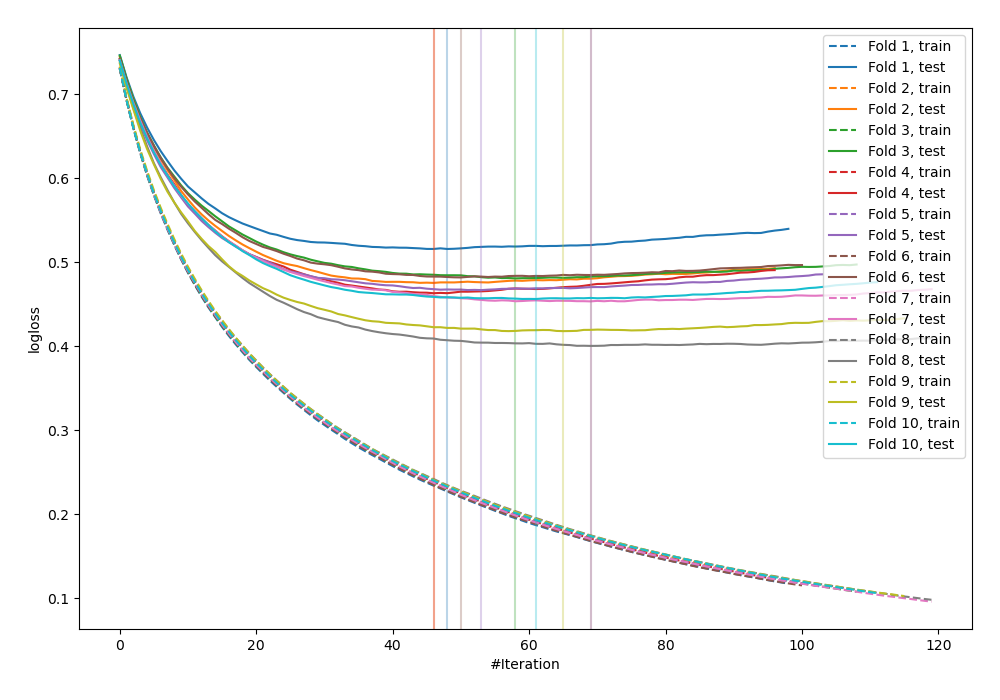 0.7
0.6
0.5
0.4
0.3
0.2
0.1
logloss
0
20
40
60
80
100
120
#Iteration
Fold 1, train
Fold 1, test
Fold 2, train
Fold 2, test
Fold 3, train
Fold 3, test
Fold 4, train
Fold 4, test
Fold 5, train
Fold 5, test
Fold 6, train
Fold 6, test
Fold 7, train
Fold 7, test
Fold 8, train
Fold 8, test
Fold 9, train
Fold 9, test
Fold 10, train
Fold 10, test